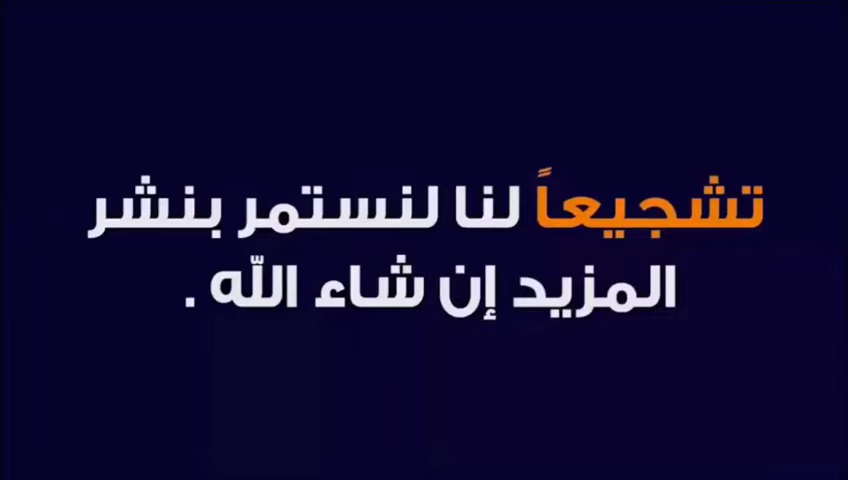 تشجيعاً لنا لنستمر بنشر
المزيد إن شاء الله .